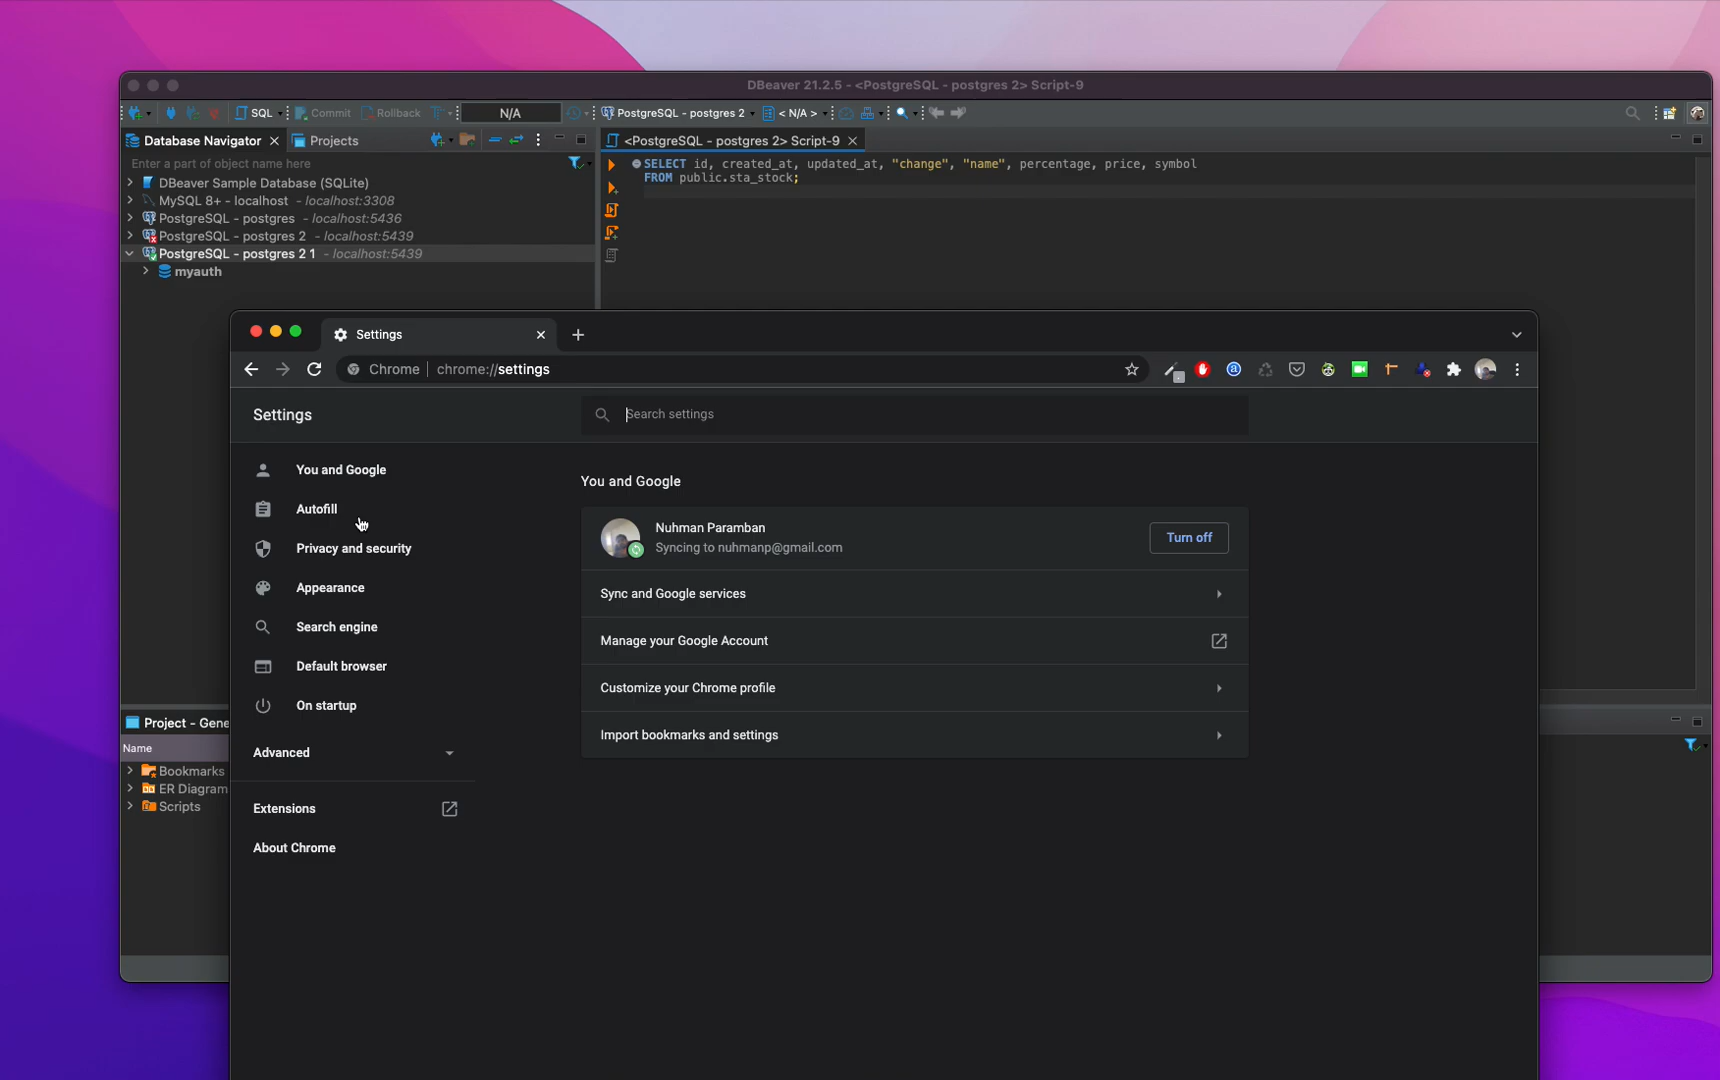 DBeaver 21.2.5 - <PostgreSQL - postgres 2> Script-9
SQL Commit Rollback T N/A PostgreSQL - postgres 2 < N/A >
Database Navigator Projects
Enter a part of object name here
DBeaver Sample Database (SQLite)
MySQL 8+ - localhost - localhost:3308
PostgreSQL - postgres - localhost:5436
PostgreSQL - postgres 2 - localhost:5439
PostgreSQL - postgres 2 1 - localhost:5439
myauth
<PostgreSQL - postgres 2> Script-9
SELECT id, created_at, updated_at, "change", "name", percentage, price, symbol
FROM public.sta_stock;
Settings
Chrome chrome://settings
Settings
Search settings
You and Google
Autofill
Privacy and security
Appearance
Search engine
Default browser
On startup
Advanced
Extensions
About Chrome
You and Google
Nuhman Paramban
Syncing to nuhmanp@gmail.com
Turn off
Sync and Google services
Manage your Google Account
Customize your Chrome profile
Import bookmarks and settings
Project - Gene
Name
Bookmarks
ER Diagram
Scripts